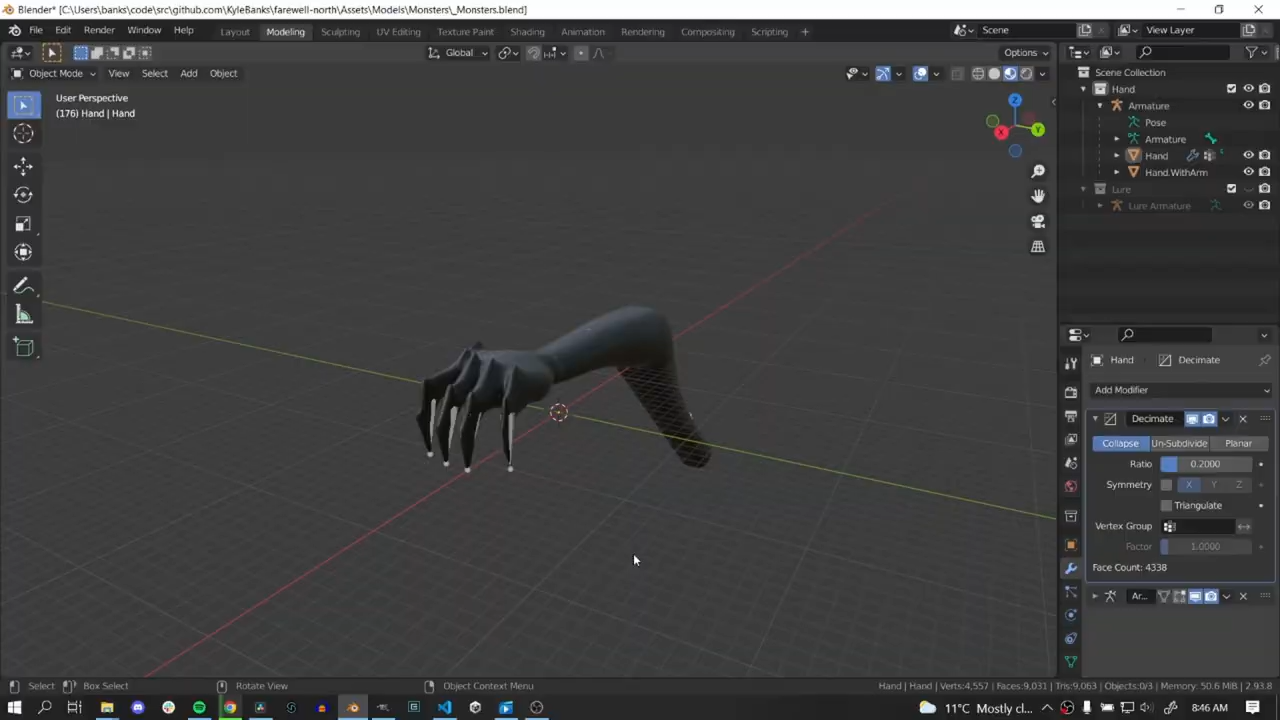 Blender* [C:\Users\banks\code\src\github.com\KyleBanks\farewell-north\Assets\Models\Monsters\_Monsters.blend]
File Edit Render Window Help Layout Modeling Sculpting UV Editing Texture Paint Shading Animation Rendering Compositing Scripting + Scene View Layer
Global Options
Object Mode View Select Add Object
User Perspective
(176) Hand | Hand
Z
X
Y
Scene Collection
Hand
Armature
Pose
Armature
Hand
Hand.WithArm
Lure
Lure Armature
Hand Decimate
Add Modifier
Decimate
Collapse Un-Subdivide Planar
Ratio 0.2000
Symmetry X Y Z
Triangulate
Vertex Group
Factor 1.0000
Face Count: 4338
Ar...
Select Box Select Rotate View Object Context Menu Hand | Hand | Verts:4,557 | Faces:9,031 | Tris:9,063 | Objects:0/3 | Memory: 50.6 MiB | 2.93.8
11°C Mostly cl... 8:46 AM